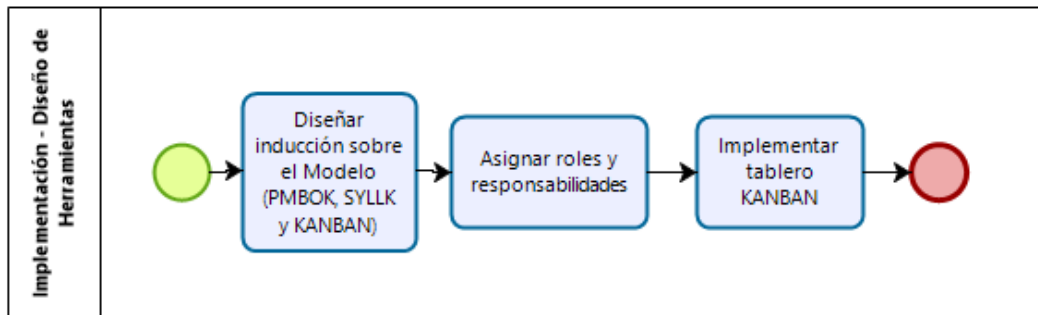 Implementación - Diseño de
Herramientas
Diseñar
inducción sobre
el Modelo
(PMBOK, SYLLK
y KANBAN)
Asignar roles y
responsabilidades
Implementar
tablero
KANBAN